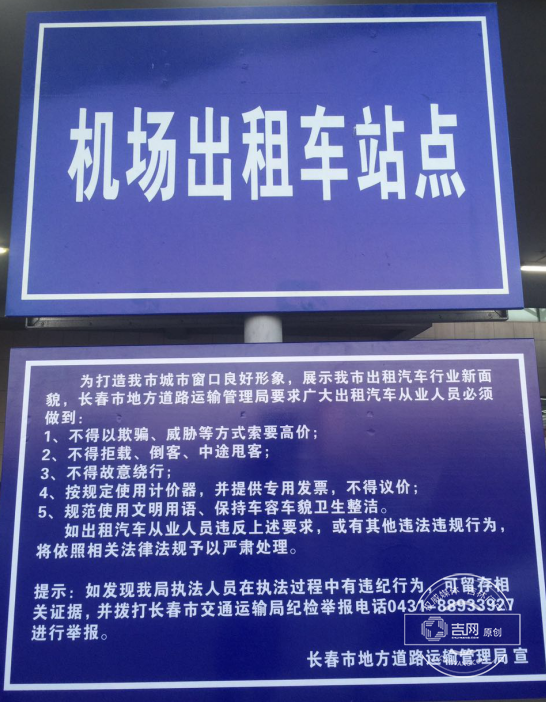 机场出租车站点
为打造我市城市窗口良好形象，展示我市出租汽车行业新面
貌，长春市地方道路运输管理局要求广大出租汽车从业人员必须
做到：
1、不得以欺骗、威胁等方式索要高价；
2、不得拒载、倒客、中途甩客；
3、不得故意绕行；
4、按规定使用计价器，并提供专用发票，不得议价；
5、规范使用文明用语、保持车容车貌卫生整洁。
如出租汽车从业人员违反上述要求，或有其他违法违规行为，
将依照相关法律法规予以严肃处理。
提示：如发现我局执法人员在执法过程中有违纪行为，可留存相
关证据，并拨打长春市交通运输局纪检举报电话0431-88933927
进行举报。
吉网 原创
长春市地方道路运输管理局 宣